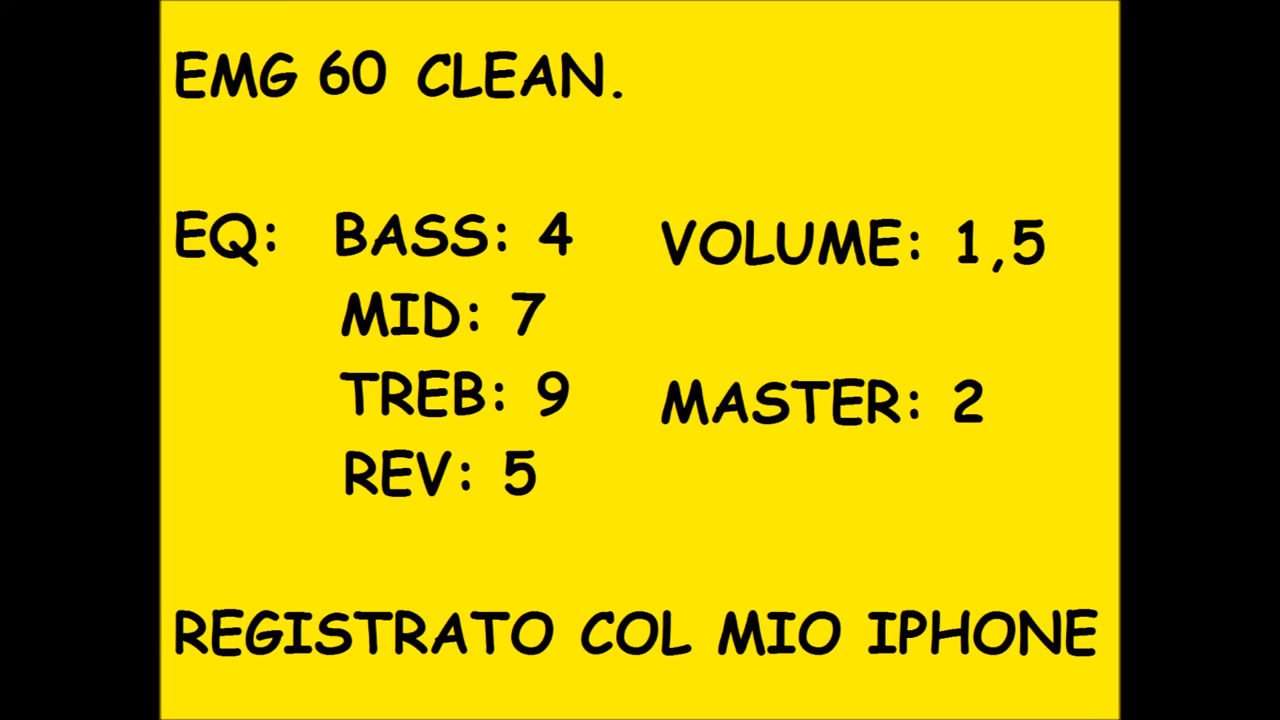 EMG 60 CLEAN.
EQ: BASS: 4 VOLUME: 1,5
MID: 7
TREB: 9 MASTER: 2
REV: 5
REGISTRATO COL MIO IPHONE